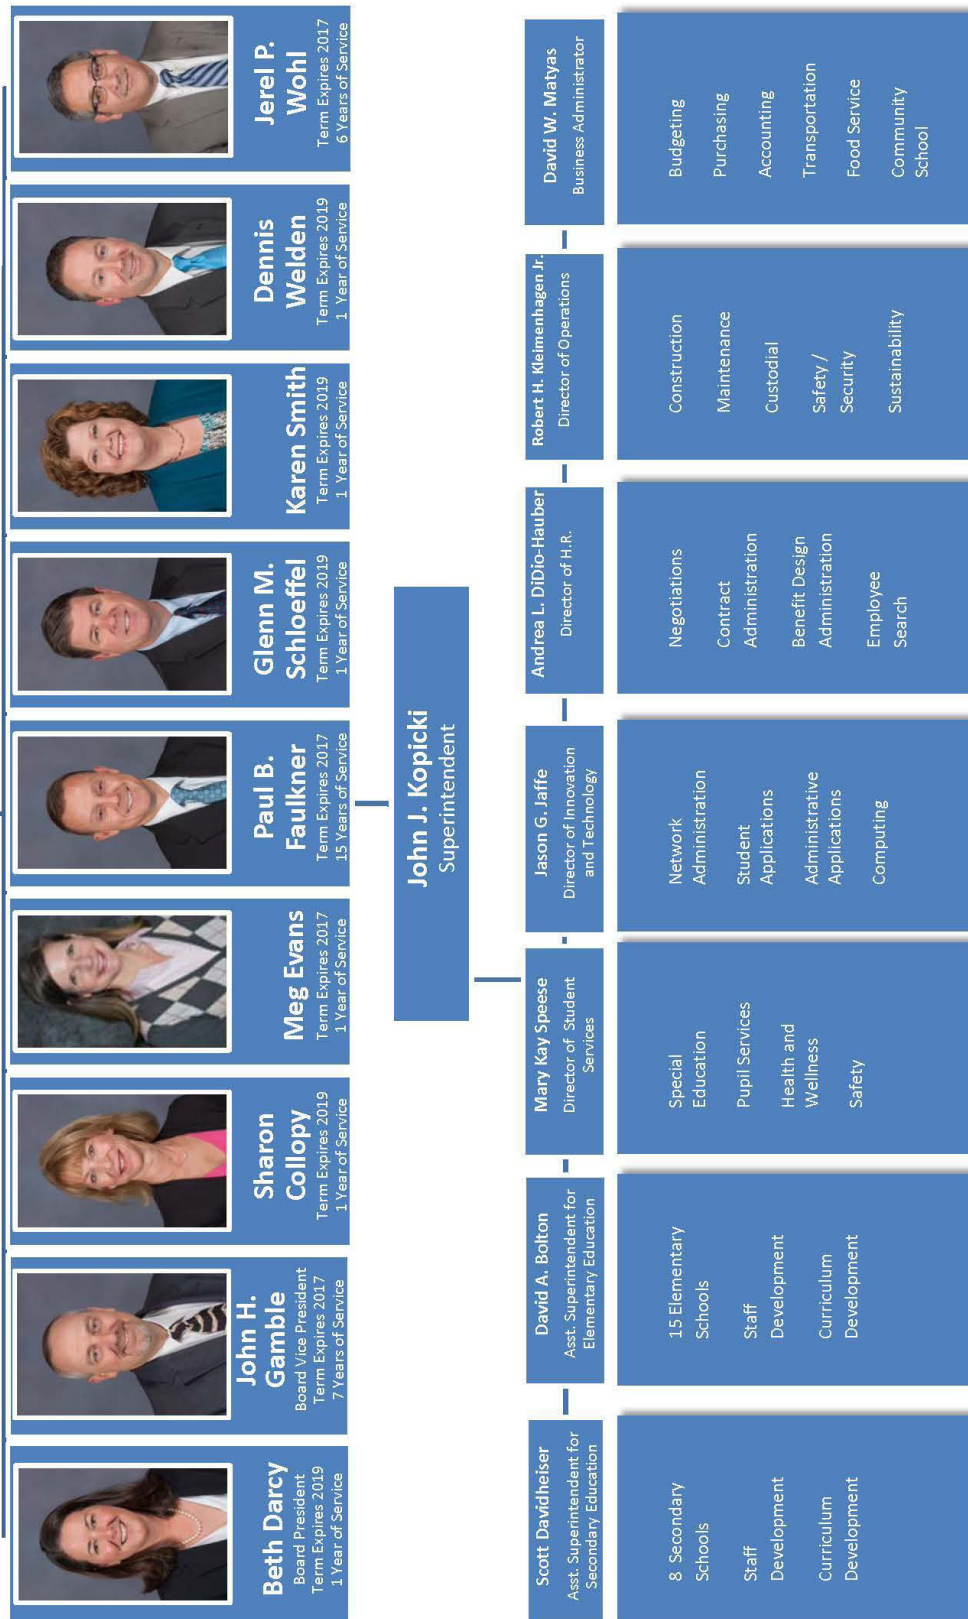 Beth Darcy
Board President
Term Expires 2019
1 Year of Service
John H.
Gamble
Board Vice President
Term Expires 2017
7 Years of Service
Sharon
Collopy
Term Expires 2019
1 Year of Service
Meg Evans
Term Expires 2017
1 Year of Service
Paul B.
Faulkner
Term Expires 2017
15 Years of Service
Glenn M.
Schloeffel
Term Expires 2019
1 Year of Service
Karen Smith
Term Expires 2019
1 Year of Service
Dennis
Welden
Term Expires 2019
1 Year of Service
Jerel P.
Wohl
Term Expires 2017
6 Years of Service
John J. Kopicki
Superintendent
Scott Davidheiser
Asst. Superintendent for
Secondary Education
8 Secondary
Schools
Staff
Development
Curriculum
Development
David A. Bolton
Asst. Superintendent for
Elementary Education
15 Elementary
Schools
Staff
Development
Curriculum
Development
Mary Kay Speese
Director of Student
Services
Special
Education
Pupil Services
Health and
Wellness
Safety
Jason G. Jaffe
Director of Innovation
and Technology
Network
Administration
Student
Applications
Administrative
Applications
Computing
Andrea L. DiDio-Hauber
Director of H.R.
Negotiations
Contract
Administration
Benefit Design
Administration
Employee
Search
Robert H. Kleimenhagen Jr.
Director of Operations
Construction
Maintenance
Custodial
Safety /
Security
Sustainability
David W. Matyas
Business Administrator
Budgeting
Purchasing
Accounting
Transportation
Food Service
Community
School